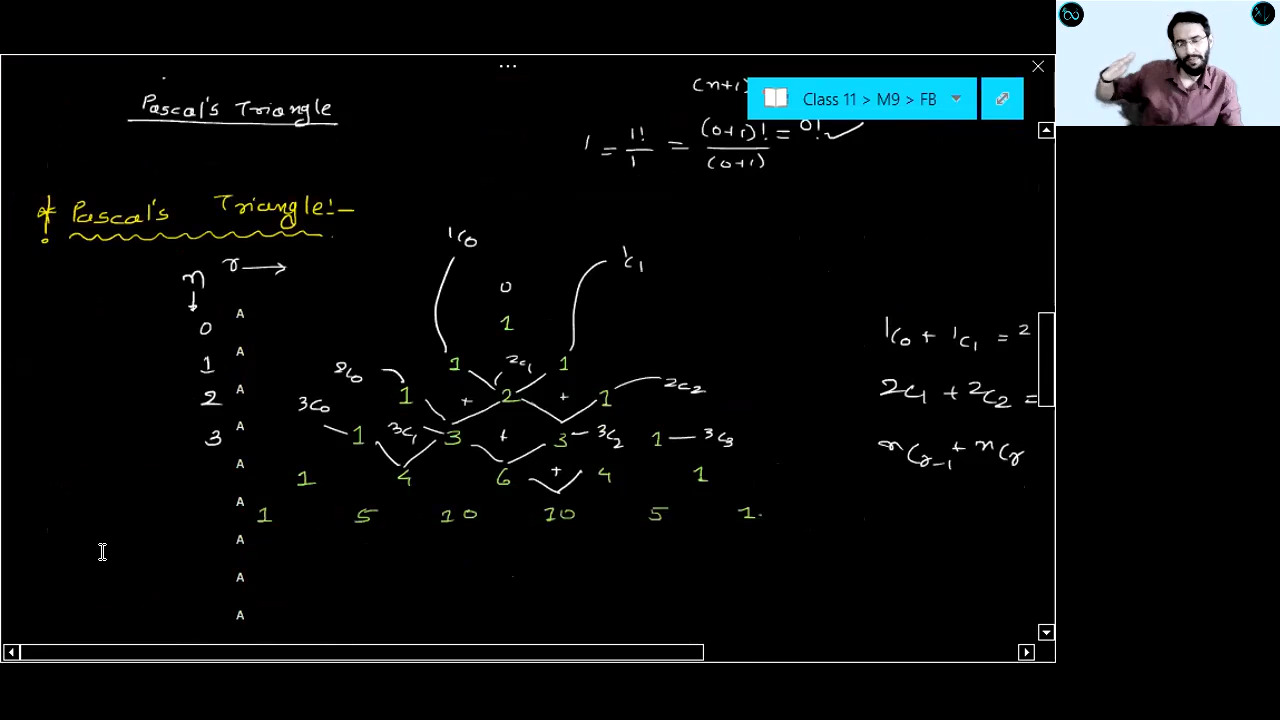 Pascal's Triangle
(n+1)
Class 11 > M9 > FB
1 = 1!/1 = (0+1)!/(0+1) = 0! ✓
* Pascal's Triangle:-
n r →
1C0 1C1
0
0 A 1
1 A 1 2C1 1
2C0 2C2
2 A 1 + 2 + 1
3C0
3 A 1 3C1 3 + 3 3C2 1 3C3
A 1 4 6 + 4 1
A 1 5 10 10 5 1.
A
A
A
1C0 + 1C1 = 2
2C1 + 2C2 =
nCr-1 + nCr